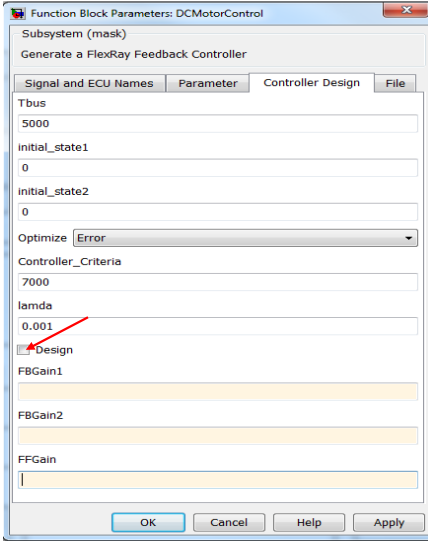 Function Block Parameters: DCMotorControl
Subsystem (mask)
Generate a FlexRay Feedback Controller
Signal and ECU Names Parameter Controller Design File
Tbus
5000
initial_state1
0
initial_state2
0
Optimize Error
Controller_Criteria
7000
lamda
0.001
Design
FBGain1
FBGain2
FFGain
OK Cancel Help Apply